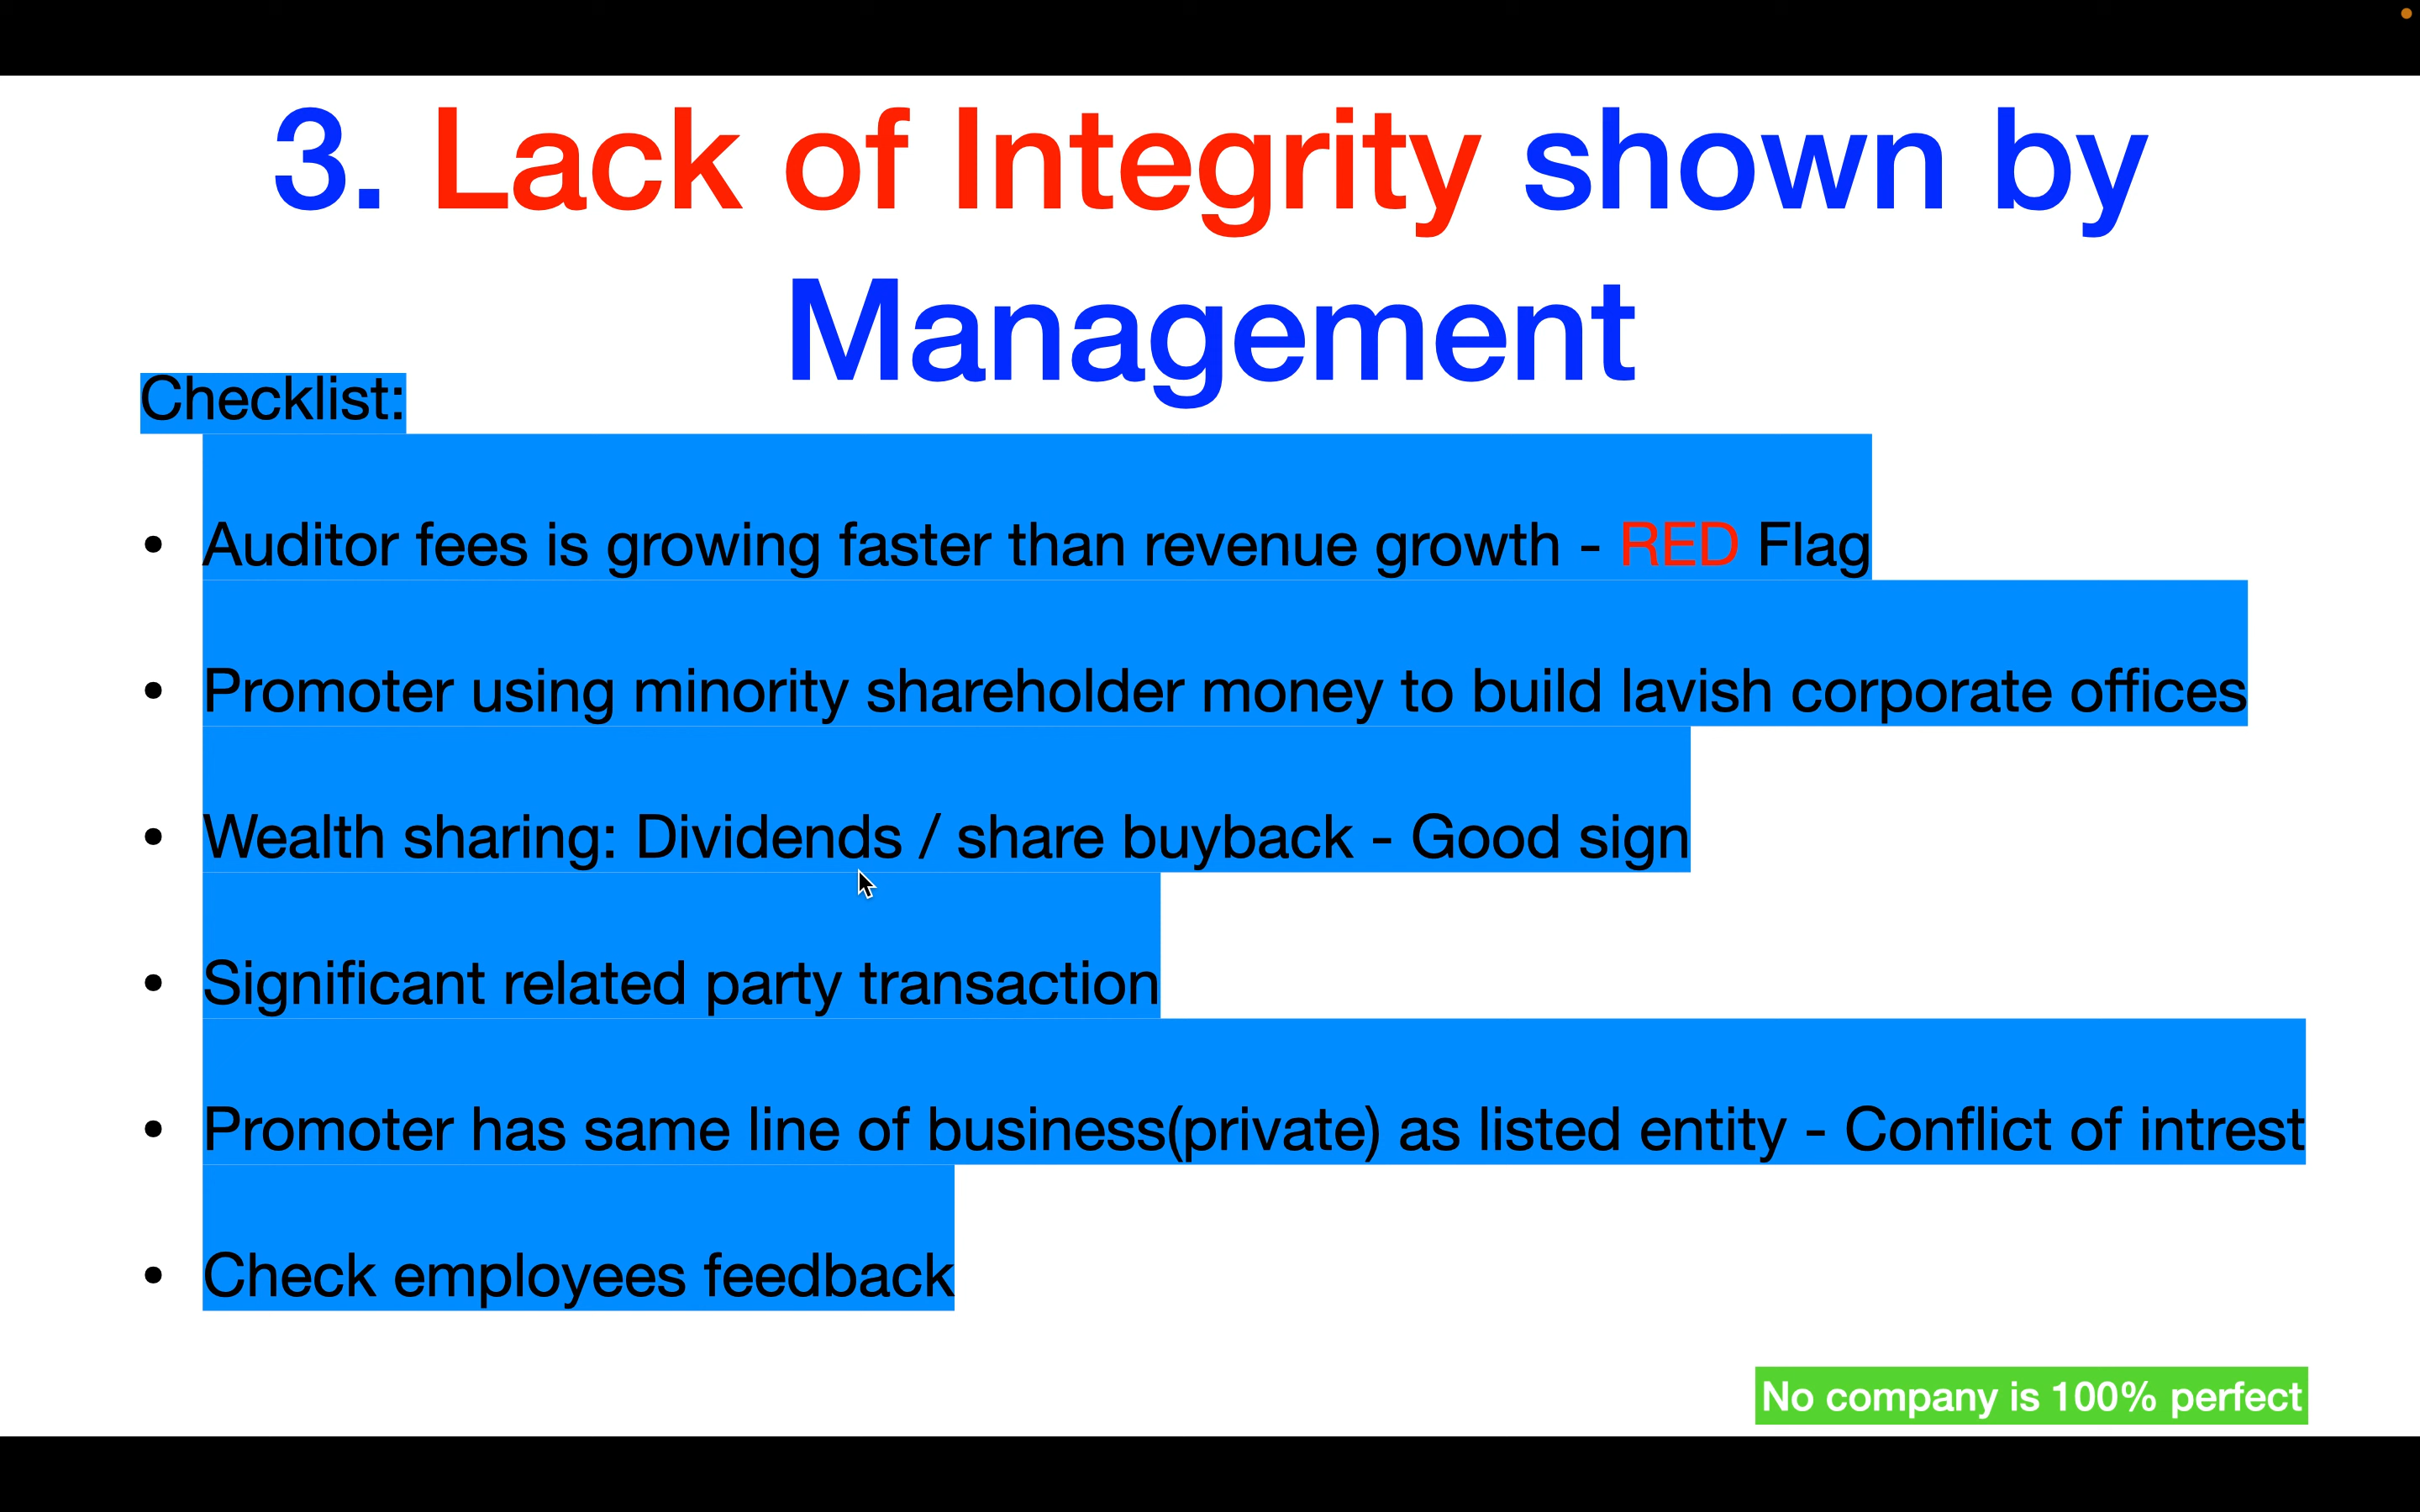 3. Lack of Integrity shown by
Management
Checklist:
• Auditor fees is growing faster than revenue growth - RED Flag
• Promoter using minority shareholder money to build lavish corporate offices
• Wealth sharing: Dividends / share buyback - Good sign
• Significant related party transaction
• Promoter has same line of business(private) as listed entity - Conflict of intrest
• Check employees feedback
No company is 100% perfect